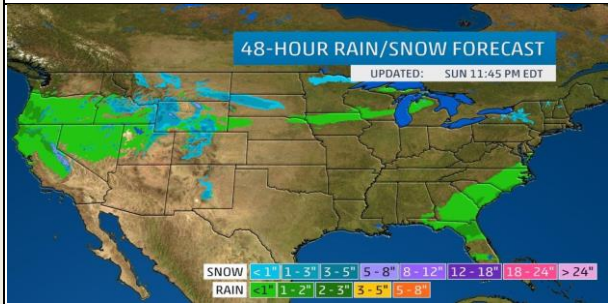 48-HOUR RAIN/SNOW FORECAST
UPDATED: SUN 11:45 PM EDT
SNOW <1" 1 - 3" 3 - 5" 5 - 8" 8 - 12" 12 - 18" 18 - 24" > 24"
RAIN <1" 1 - 2" 2 - 3" 3 - 5" 5 - 8"